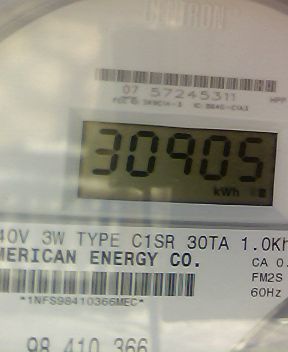 07 57245311
30905
kWh
40V 3W TYPE C1SR 30TA 1.0Kh
MERICAN ENERGY CO.
CA 0.
FM2S
60Hz
*1NFS98410366MEC*
98 410 366